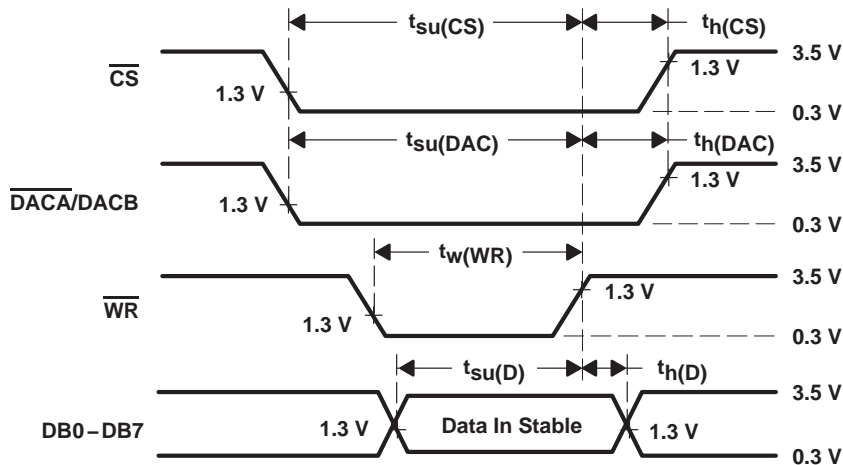 tsu(CS) th(CS)
CS 1.3 V 1.3 V 3.5 V
0.3 V
tsu(DAC) th(DAC)
DACA/DACB 1.3 V 1.3 V 3.5 V
0.3 V
tw(WR)
WR 1.3 V 1.3 V 3.5 V
0.3 V
tsu(D) th(D)
DB0–DB7 1.3 V Data In Stable 1.3 V 3.5 V
0.3 V